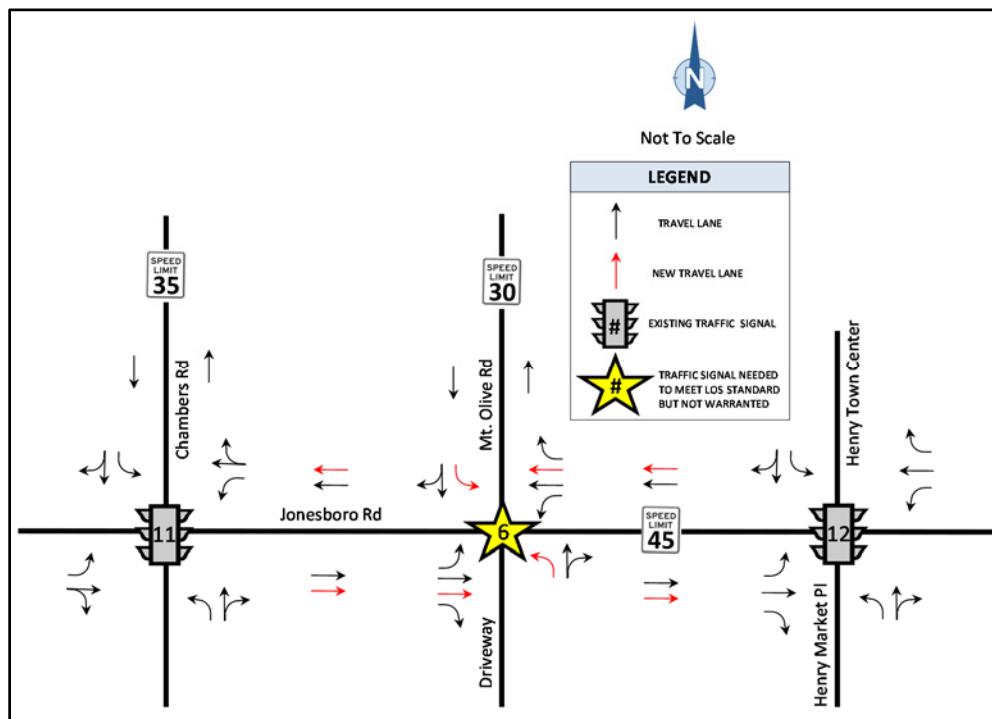 N
Not To Scale
LEGEND
TRAVEL LANE
NEW TRAVEL LANE
#
EXISTING TRAFFIC SIGNAL
#
TRAFFIC SIGNAL NEEDED
TO MEET LOS STANDARD
BUT NOT WARRANTED
SPEED
LIMIT
35
SPEED
LIMIT
30
Chambers Rd
Mt. Olive Rd
Henry Town Center
Jonesboro Rd
11
6
SPEED
LIMIT
45
12
Driveway
Henry Market Pl